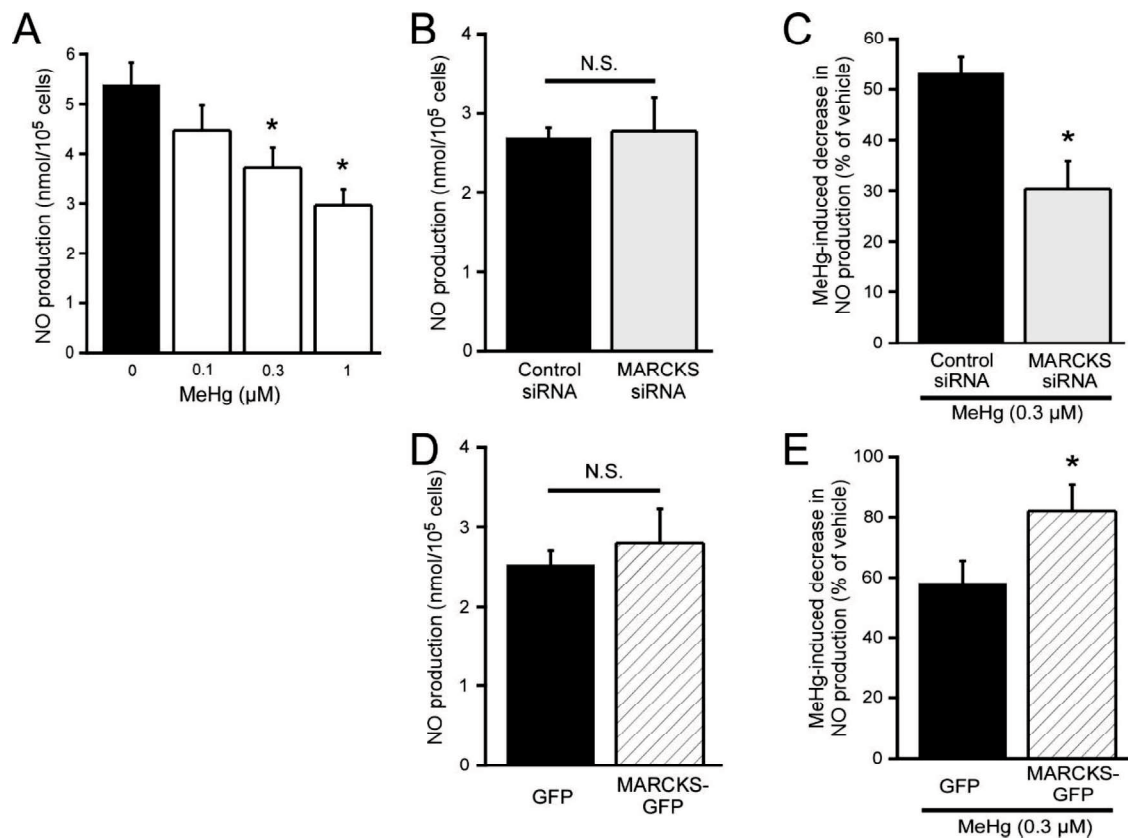 A
NO production (nmol/10⁵ cells)
6
5
4
3
2
1
0
*
*
0
0.1
0.3
1
MeHg (µM)
B
NO production (nmol/10⁵ cells)
4
3
2
1
0
N.S.
Control
siRNA
MARCKS
siRNA
C
MeHg-induced decrease in
NO production (% of vehicle)
60
50
40
30
20
10
0
*
Control
siRNA
MARCKS
siRNA
MeHg (0.3 µM)
D
NO production (nmol/10⁵ cells)
4
3
2
1
0
N.S.
GFP
MARCKS-
GFP
E
MeHg-induced decrease in
NO production (% of vehicle)
100
80
60
40
20
0
*
GFP
MARCKS-
GFP
MeHg (0.3 µM)